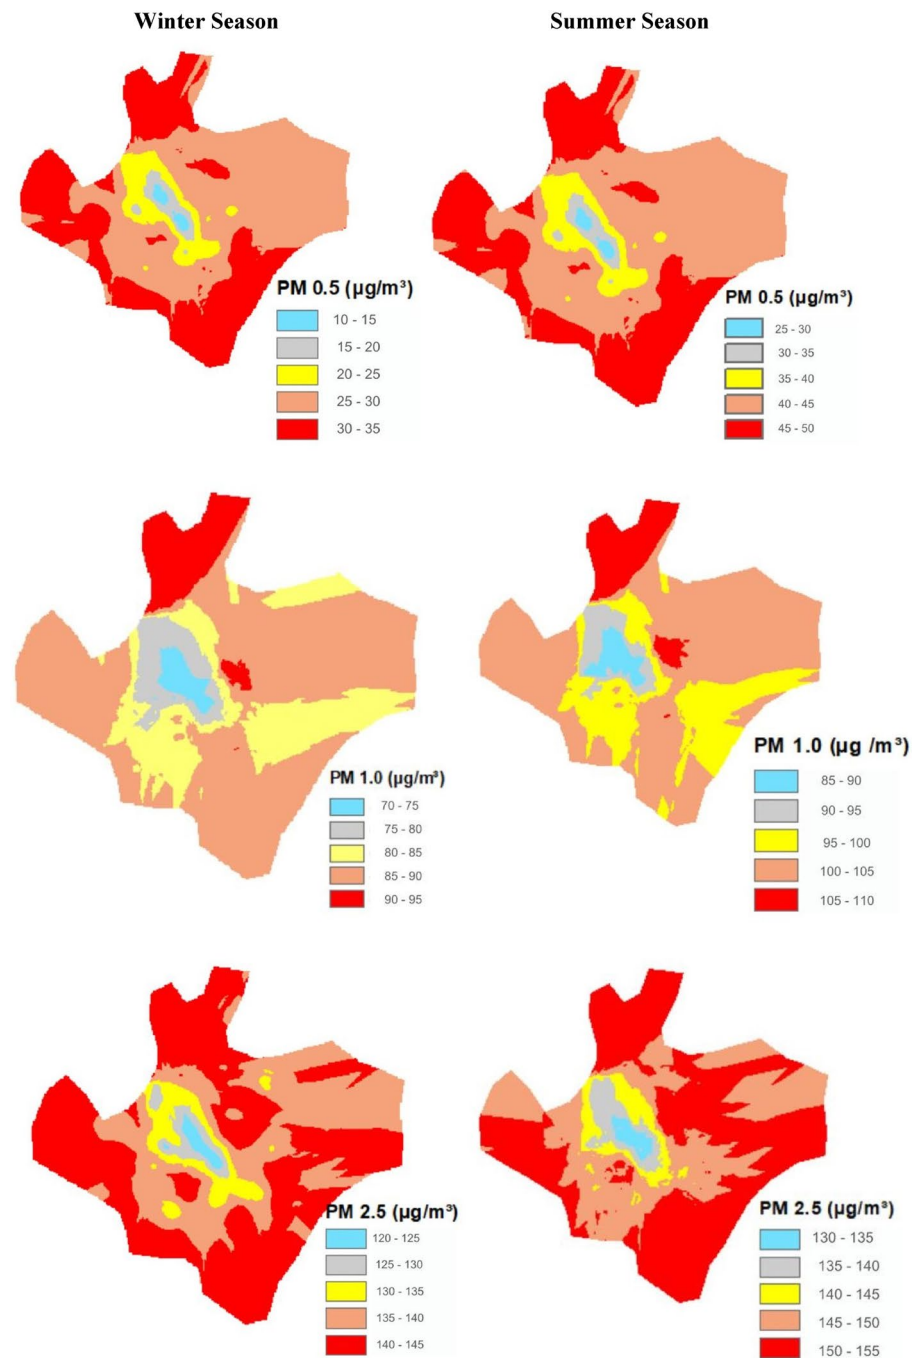 Winter Season
Summer Season
PM 0.5 (µg/m³)
10 - 15
15 - 20
20 - 25
25 - 30
30 - 35
PM 0.5 (µg/m³)
25 - 30
30 - 35
35 - 40
40 - 45
45 - 50
PM 1.0 (µg/m³)
70 - 75
75 - 80
80 - 85
85 - 90
90 - 95
PM 1.0 (µg /m³)
85 - 90
90 - 95
95 - 100
100 - 105
105 - 110
PM 2.5 (µg/m³)
120 - 125
125 - 130
130 - 135
135 - 140
140 - 145
PM 2.5 (µg/m³)
130 - 135
135 - 140
140 - 145
145 - 150
150 - 155